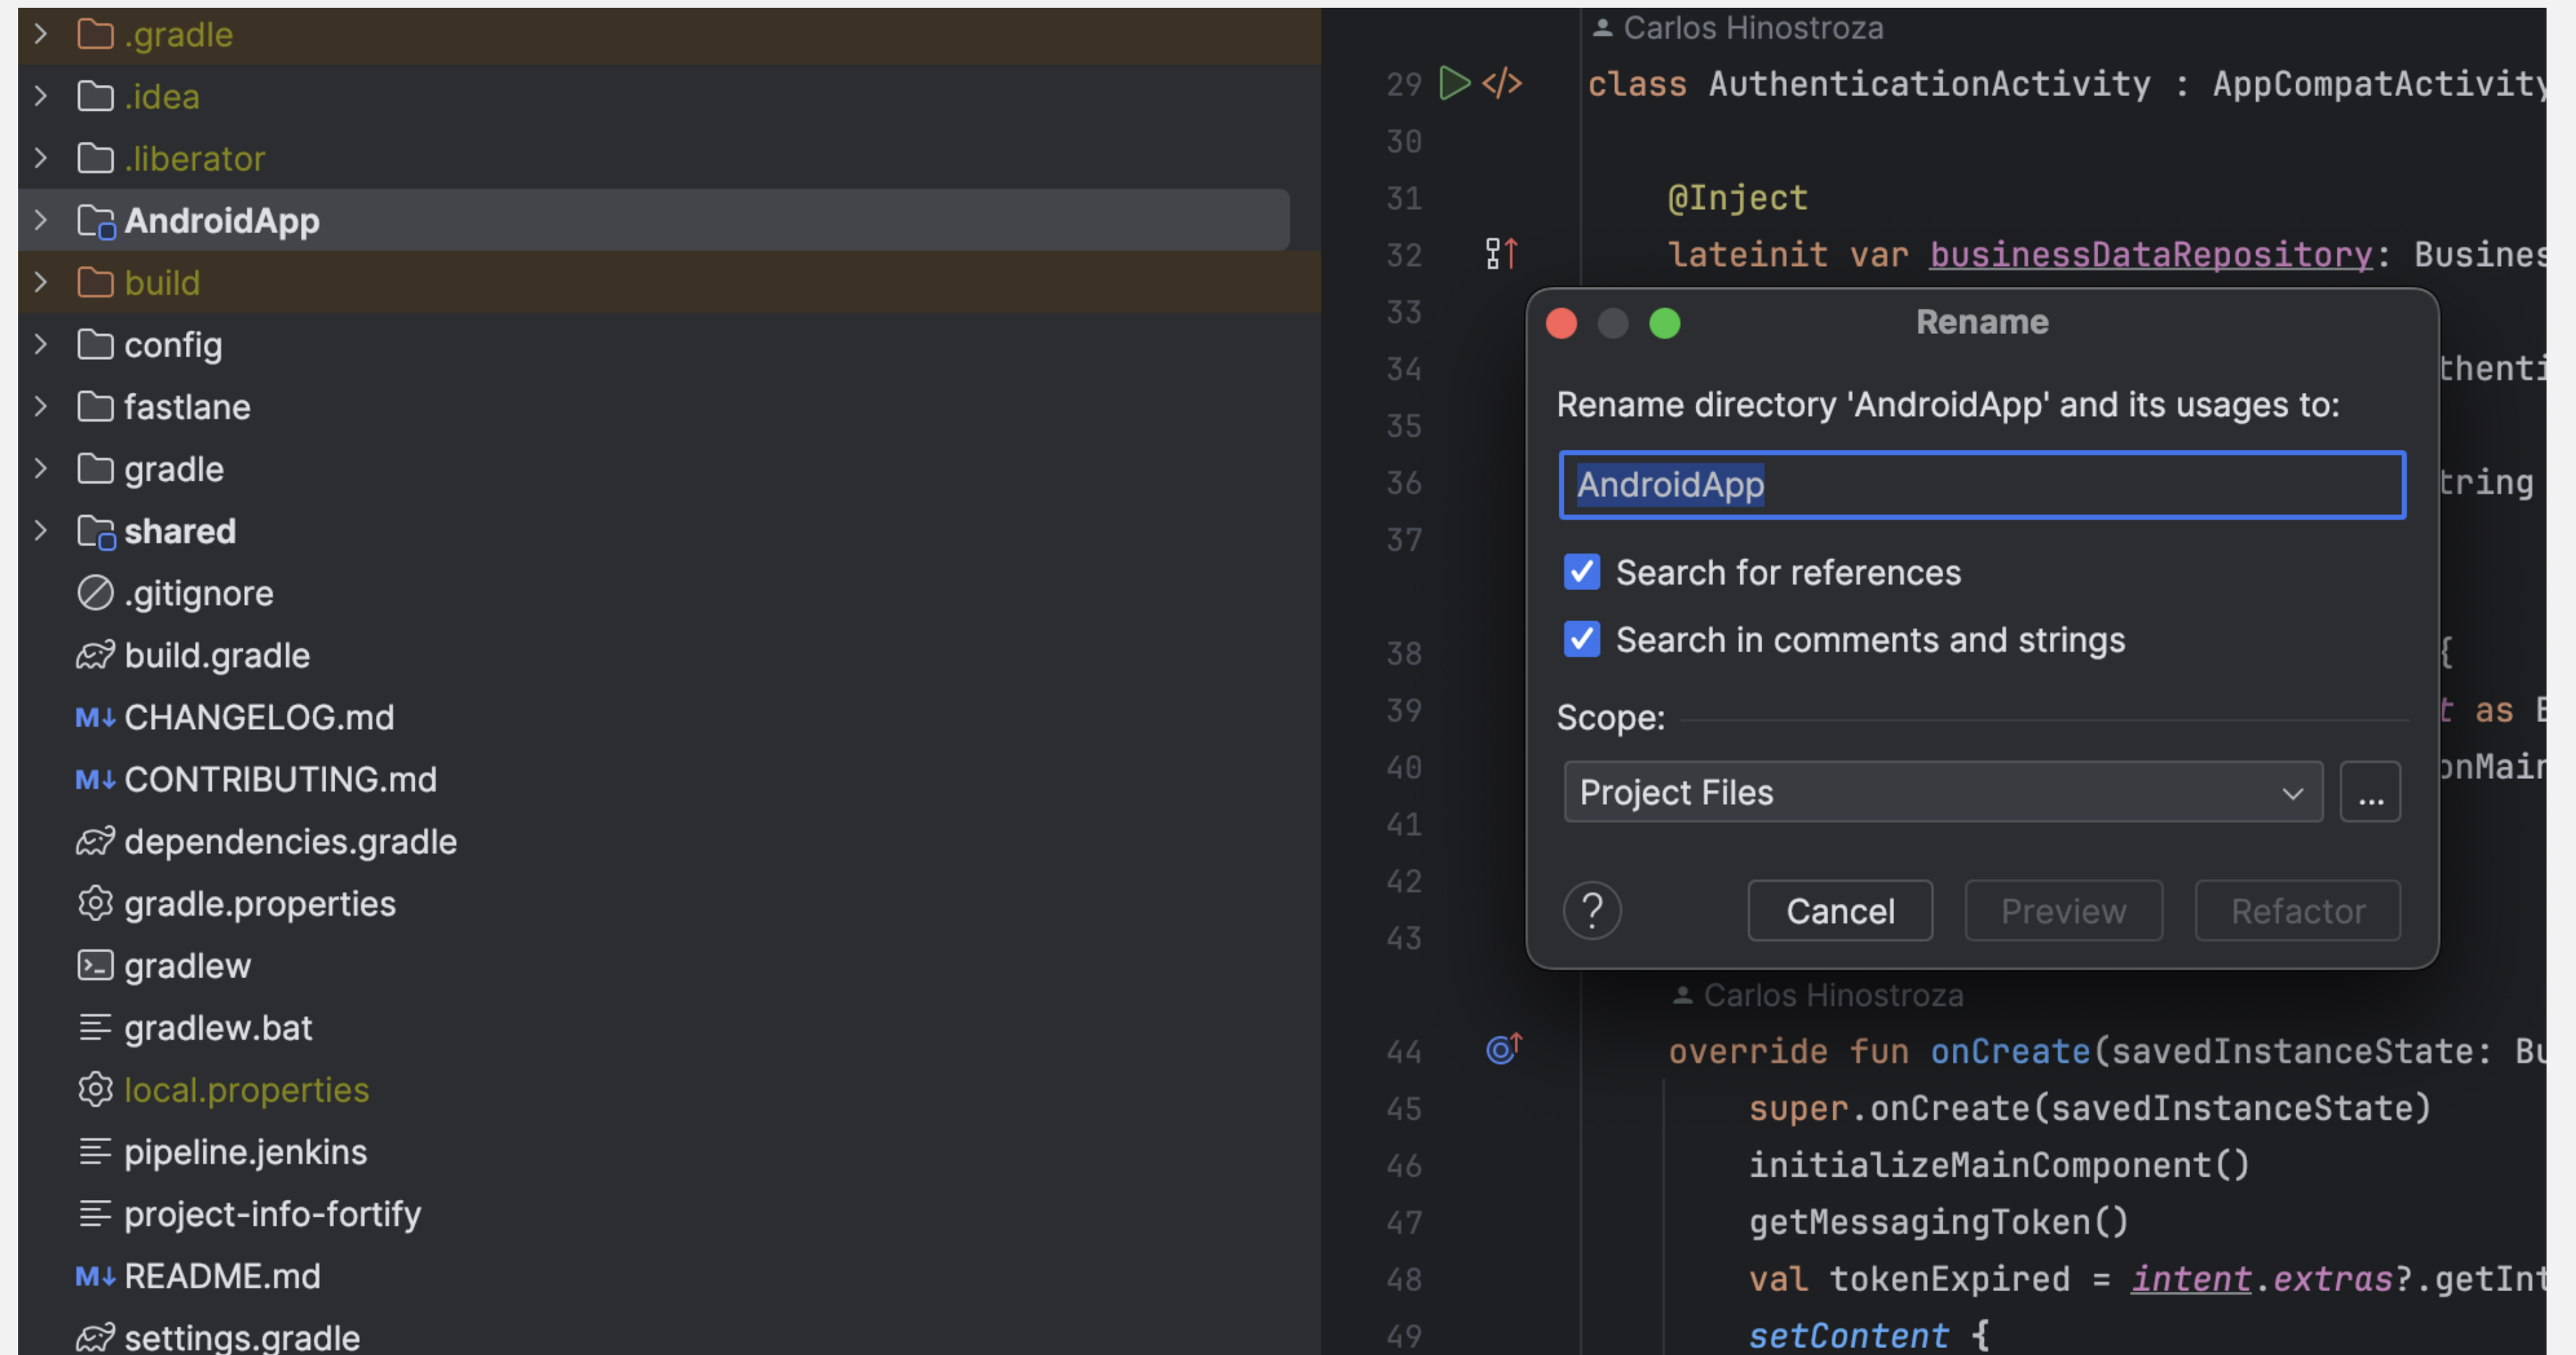 .gradle
.idea
.liberator
AndroidApp
build
config
fastlane
gradle
shared
.gitignore
build.gradle
CHANGELOG.md
CONTRIBUTING.md
dependencies.gradle
gradle.properties
gradlew
gradlew.bat
local.properties
pipeline.jenkins
project-info-fortify
README.md
settings.gradle
Carlos Hinostroza
29 class AuthenticationActivity : AppCompatActivity
30
31 @Inject
32 lateinit var businessDataRepository: Busines
33
34 thenti
35
36 tring
37
38 {
39 t as
40 onMain
41
42
43
Rename
Rename directory 'AndroidApp' and its usages to:
AndroidApp
Search for references
Search in comments and strings
Scope:
Project Files
...
? Cancel Preview Refactor
Carlos Hinostroza
44 override fun onCreate(savedInstanceState: Bu
45 super.onCreate(savedInstanceState)
46 initializeMainComponent()
47 getMessagingToken()
48 val tokenExpired = intent.extras?.getInt
49 setContent {